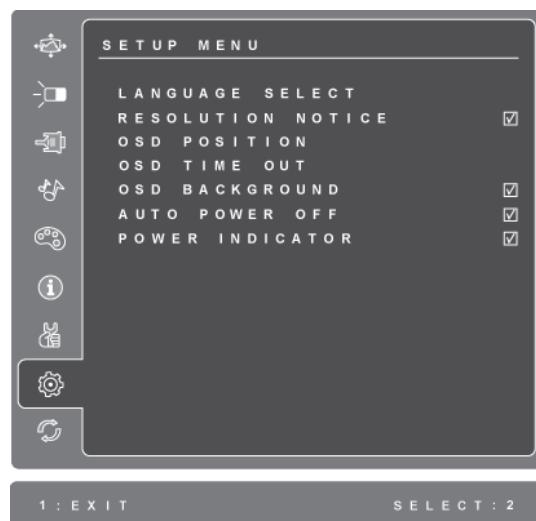 SETUP MENU
LANGUAGE SELECT
RESOLUTION NOTICE
OSD POSITION
OSD TIME OUT
OSD BACKGROUND
AUTO POWER OFF
POWER INDICATOR
1:EXIT SELECT:2